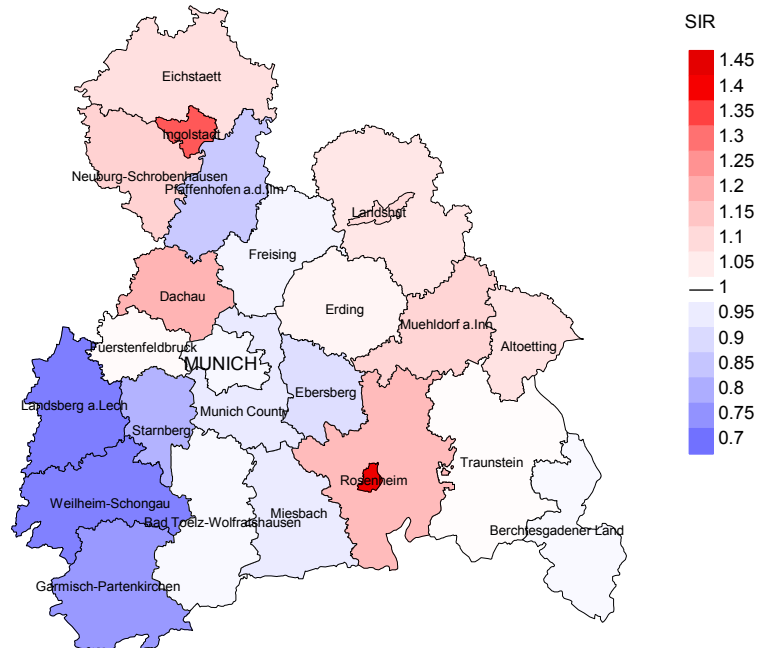 SIR
1.45
1.4
1.35
1.3
1.25
1.2
1.15
1.1
1.05
1
0.95
0.9
0.85
0.8
0.75
0.7
Eichstaett
Ingolstadt
Neuburg-Schrobenhausen
Pfaffenhofen a.d.Ilm
Landshut
Freising
Dachau
Erding
Muehldorf a.Inn
Altoetting
Fuerstenfeldbruck
MUNICH
Ebersberg
Landsberg a.Lech
Munich County
Starnberg
Traunstein
Rosenheim
Weilheim-Schongau
Miesbach
Bad Toelz-Wolfratshausen
Berchtesgadener Land
Garmisch-Partenkirchen